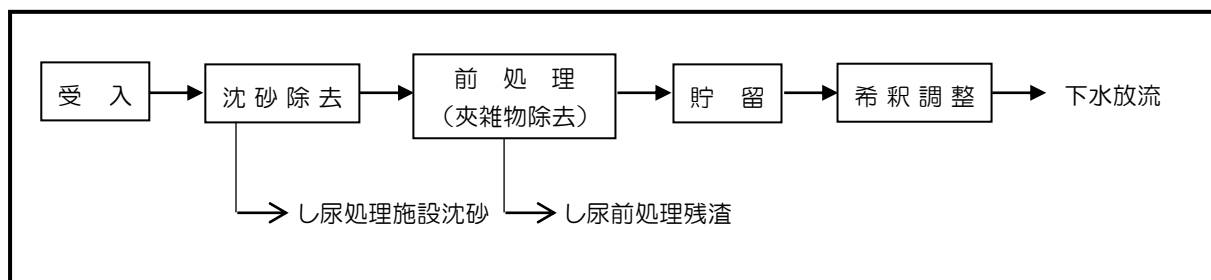 受入
沈砂除去
前処理
（夾雑物除去）
貯留
希釈調整
下水放流
し尿処理施設沈砂
し尿前処理残渣